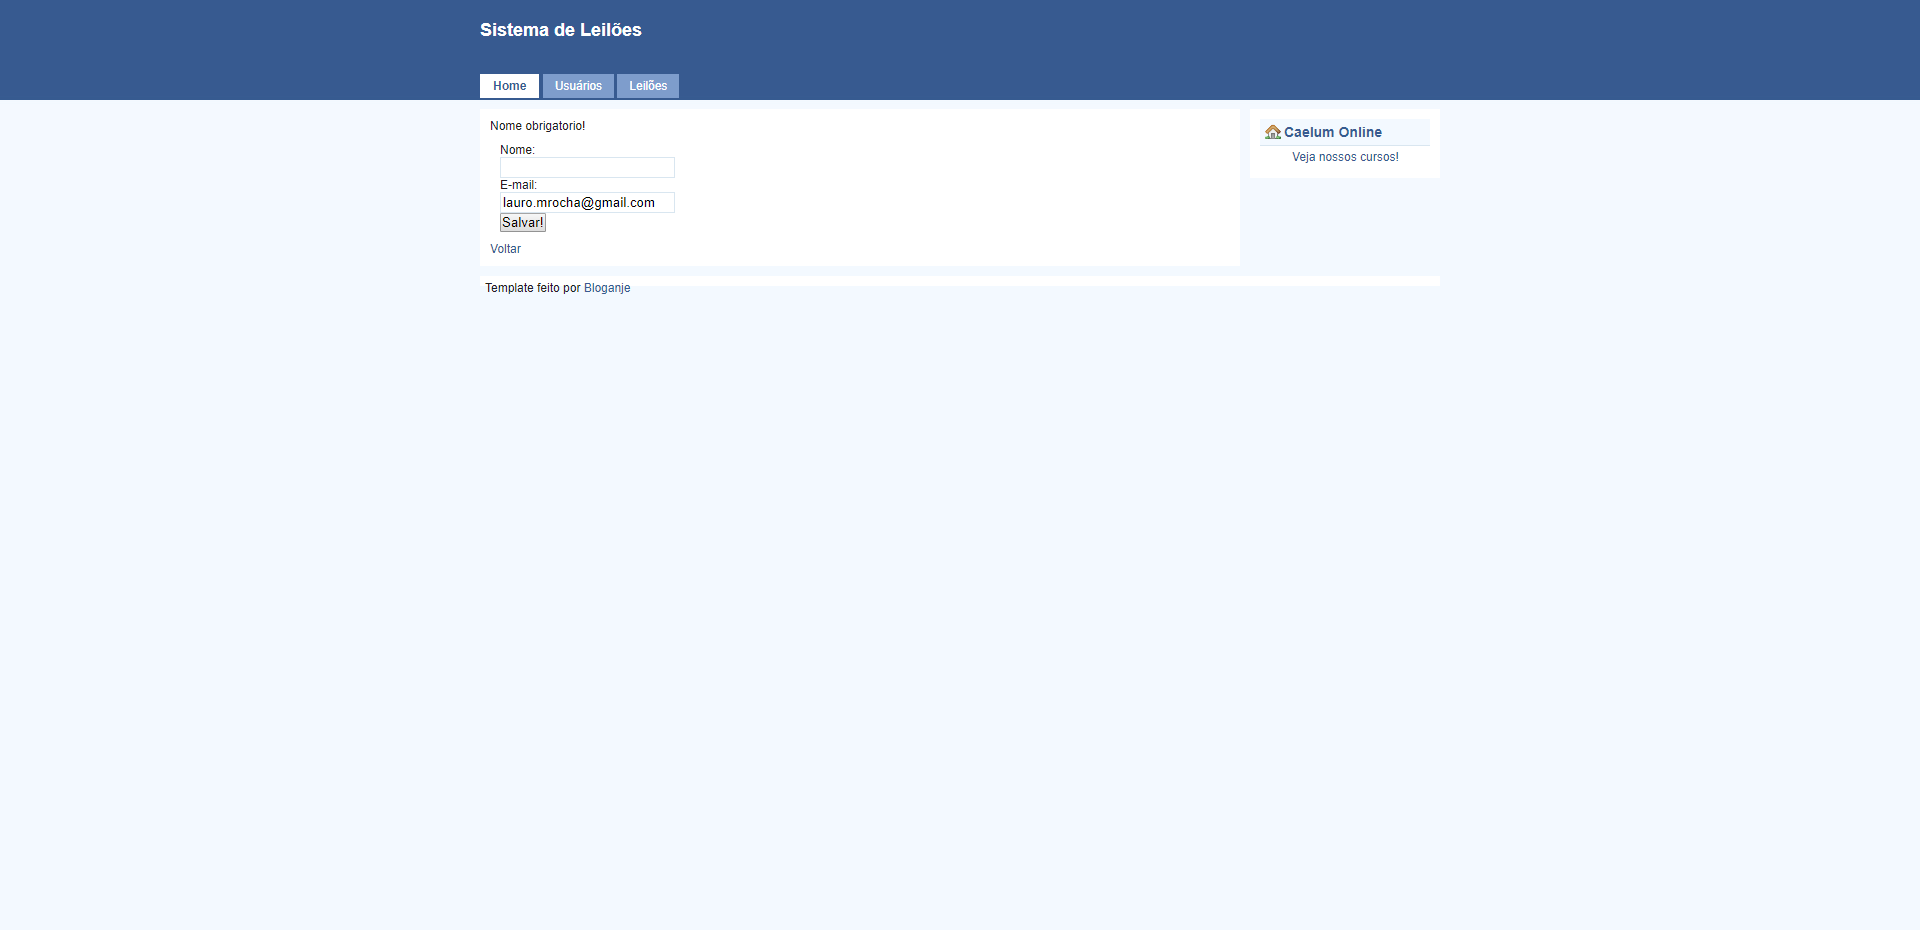 Sistema de Leilões
Home
Usuários
Leilões
Nome obrigatorio!
Nome:
E-mail:
lauro.mrocha@gmail.com
Salvar!
Voltar
Caelum Online
Veja nossos cursos!
Template feito por Bloganje